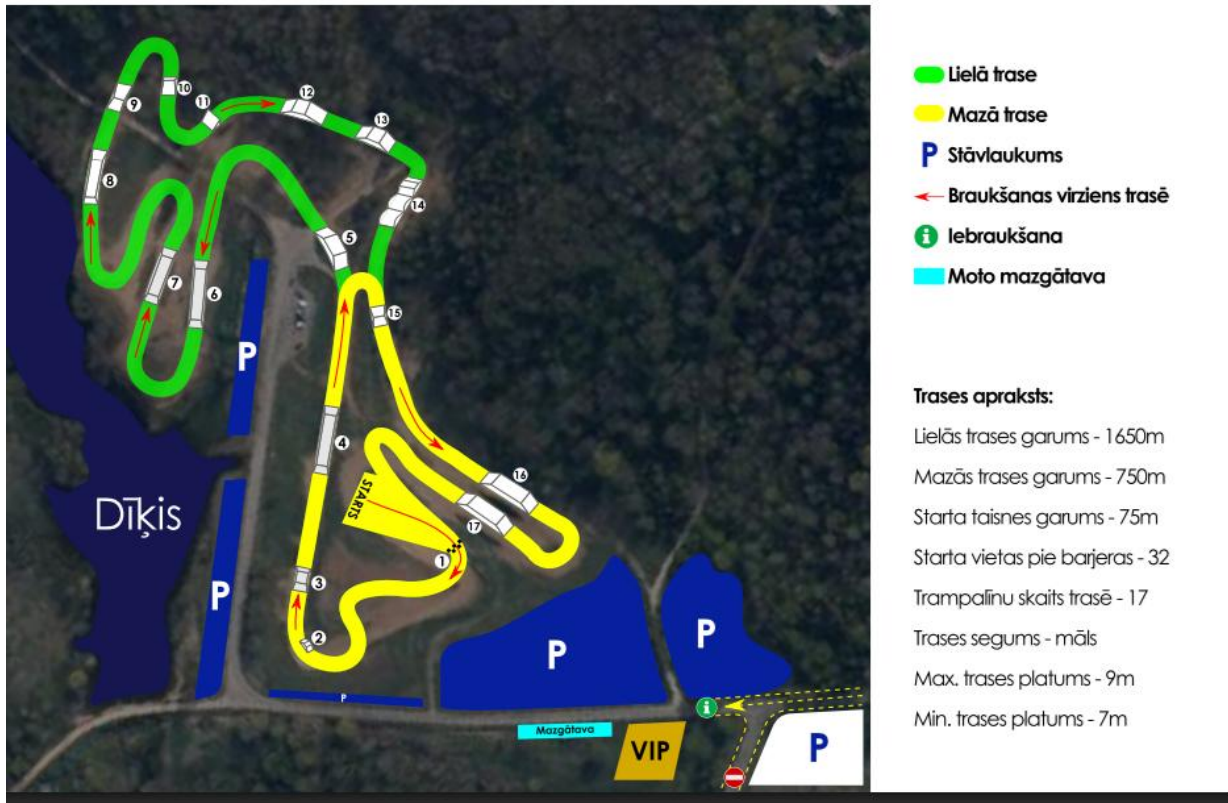 10
9
11
12
13
8
14
5
7
6
15
P
4
16
STARTS
17
Dīķis
1
3
P
2
P
P
P
i
Mazgātava
VIP
P
Lielā trase
Mazā trase
P Stāvlaukums
Braukšanas virziens trasē
i Iebraukšana
Moto mazgātava
Trases apraksts:
Lielās trases garums - 1650m
Mazās trases garums - 750m
Starta taisnes garums - 75m
Starta vietas pie barjeras - 32
Trampalīnu skaits trasē - 17
Trases segums - māls
Max. trases platums - 9m
Min. trases platums - 7m